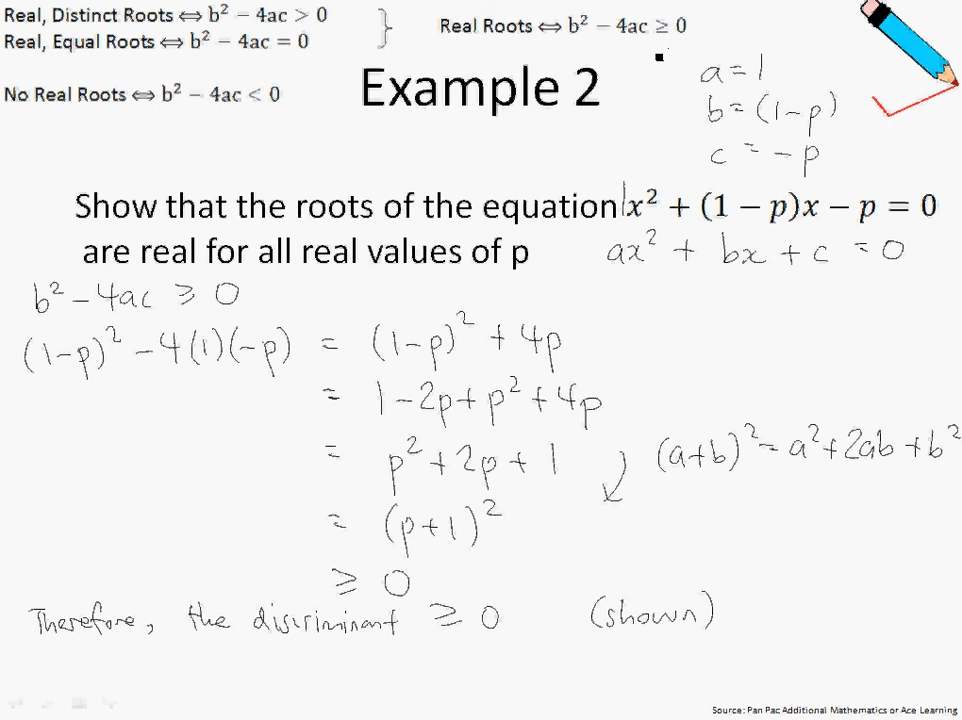 Real, Distinct Roots ⟺ b² − 4ac > 0
Real, Equal Roots ⟺ b² − 4ac = 0
Real Roots ⟺ b² − 4ac ≥ 0
No Real Roots ⟺ b² − 4ac < 0
Example 2
a = 1
b = (1−p)
c = −p
Show that the roots of the equation x² + (1 − p)x − p = 0
are real for all real values of p
ax² + bx + c = 0
b² − 4ac ≥ 0
(1−p)² − 4(1)(−p) = (1−p)² + 4p
= 1 − 2p + p² + 4p
= p² + 2p + 1
(a+b)² = a² + 2ab + b²
= (p+1)²
≥ 0
Therefore, the discriminant ≥ 0 (shown)
Source: Pan Pac Additional Mathematics or Ace Learning